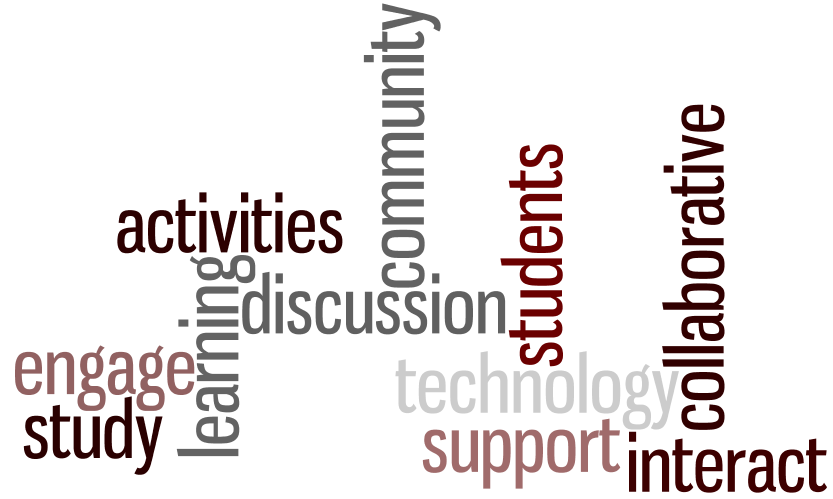 community
collaborative
students
activities
learning
discussion
engage
technology
study
support
interact